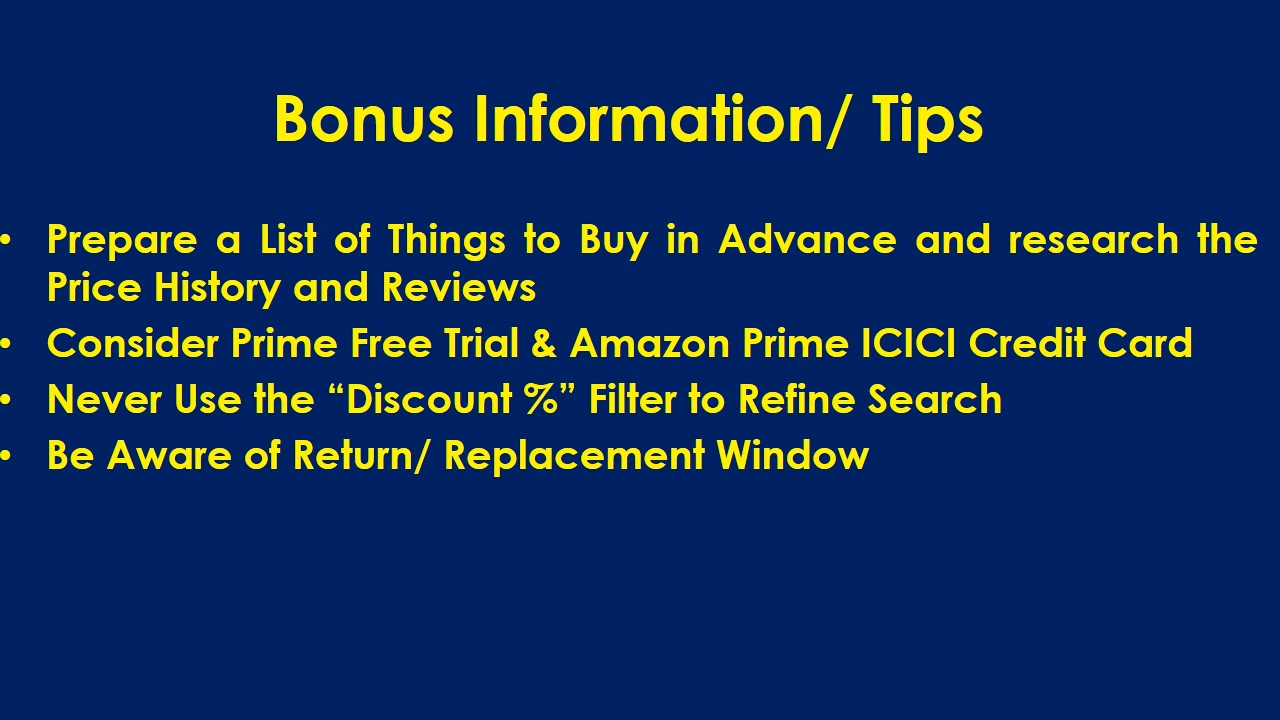 Bonus Information/ Tips
• Prepare a List of Things to Buy in Advance and research the
Price History and Reviews
• Consider Prime Free Trial & Amazon Prime ICICI Credit Card
• Never Use the “Discount %” Filter to Refine Search
• Be Aware of Return/ Replacement Window